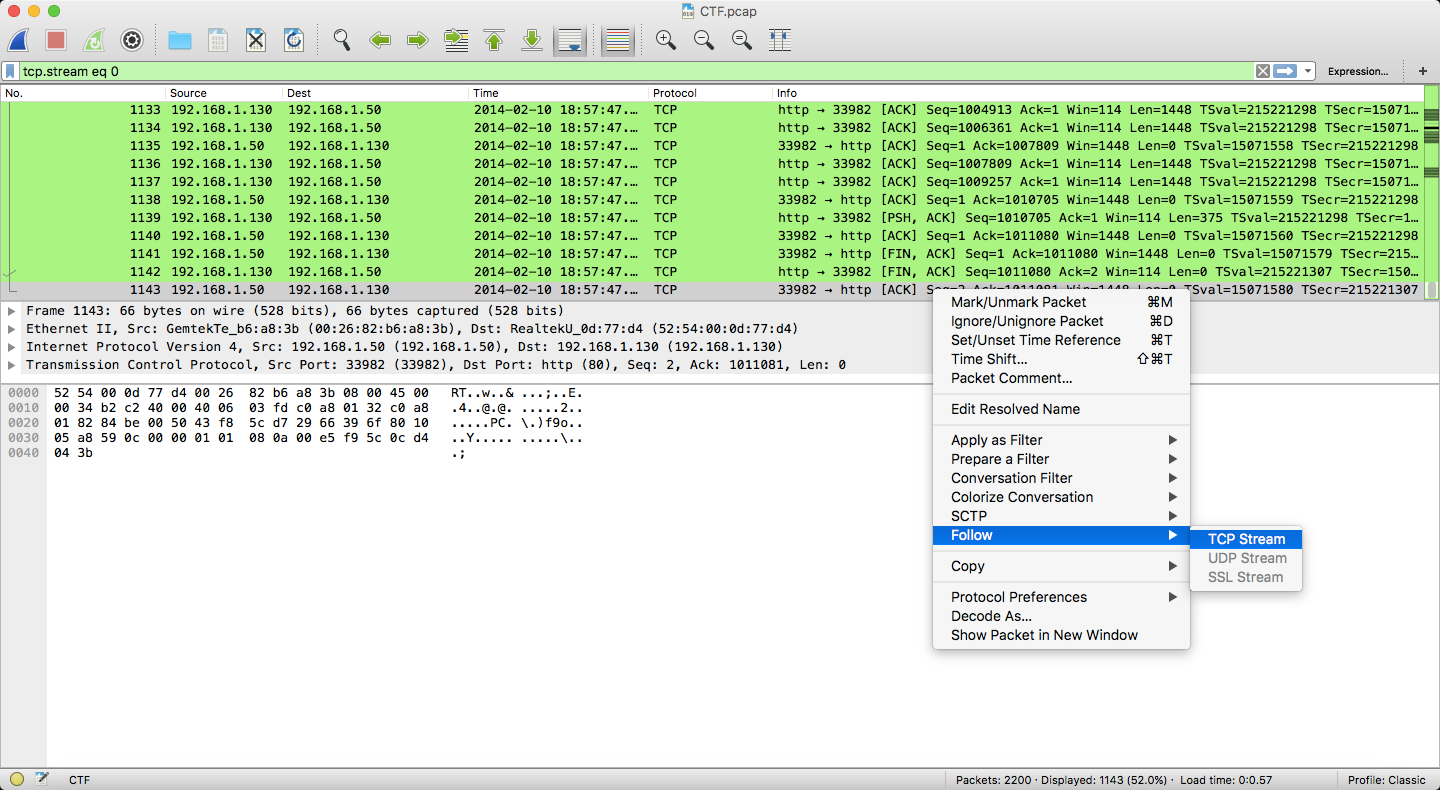 CTF.pcap
tcp.stream eq 0
Expression...
+
No. Source Dest Time Protocol Info
1133 192.168.1.130 192.168.1.50 2014-02-10 18:57:47... TCP http → 33982 [ACK] Seq=1004913 Ack=1 Win=114 Len=1448 TSval=215221298 TSecr=15071...
1134 192.168.1.130 192.168.1.50 2014-02-10 18:57:47... TCP http → 33982 [ACK] Seq=1006361 Ack=1 Win=114 Len=1448 TSval=215221298 TSecr=15071...
1135 192.168.1.50 192.168.1.130 2014-02-10 18:57:47... TCP 33982 → http [ACK] Seq=1 Ack=1007809 Win=1448 Len=0 TSval=15071558 TSecr=215221298
1136 192.168.1.130 192.168.1.50 2014-02-10 18:57:47... TCP http → 33982 [ACK] Seq=1007809 Ack=1 Win=114 Len=1448 TSval=215221298 TSecr=15071...
1137 192.168.1.130 192.168.1.50 2014-02-10 18:57:47... TCP http → 33982 [ACK] Seq=1009257 Ack=1 Win=114 Len=1448 TSval=215221298 TSecr=15071...
1138 192.168.1.50 192.168.1.130 2014-02-10 18:57:47... TCP 33982 → http [ACK] Seq=1 Ack=1010705 Win=1448 Len=0 TSval=15071559 TSecr=215221298
1139 192.168.1.130 192.168.1.50 2014-02-10 18:57:47... TCP http → 33982 [PSH, ACK] Seq=1010705 Ack=1 Win=114 Len=375 TSval=215221298 TSecr=1...
1140 192.168.1.50 192.168.1.130 2014-02-10 18:57:47... TCP 33982 → http [ACK] Seq=1 Ack=1011080 Win=1448 Len=0 TSval=15071560 TSecr=215221298
1141 192.168.1.50 192.168.1.130 2014-02-10 18:57:47... TCP 33982 → http [FIN, ACK] Seq=1 Ack=1011080 Win=1448 Len=0 TSval=15071579 TSecr=215...
1142 192.168.1.130 192.168.1.50 2014-02-10 18:57:47... TCP http → 33982 [FIN, ACK] Seq=1011080 Ack=2 Win=114 Len=0 TSval=215221307 TSecr=150...
1143 192.168.1.50 192.168.1.130 2014-02-10 18:57:47... TCP 33982 → http [ACK] Seq=2 Ack=1011081 Win=1448 Len=0 TSval=15071580 TSecr=215221307
Frame 1143: 66 bytes on wire (528 bits), 66 bytes captured (528 bits)
Ethernet II, Src: GemtekTe_b6:a8:3b (00:26:82:b6:a8:3b), Dst: RealtekU_0d:77:d4 (52:54:00:0d:77:d4)
Internet Protocol Version 4, Src: 192.168.1.50 (192.168.1.50), Dst: 192.168.1.130 (192.168.1.130)
Transmission Control Protocol, Src Port: 33982 (33982), Dst Port: http (80), Seq: 2, Ack: 1011081, Len: 0
0000 52 54 00 0d 77 d4 00 26 82 b6 a8 3b 08 00 45 00 RT..w..& ...;..E.
0010 00 34 b2 c2 40 00 40 06 03 fd c0 a8 01 32 c0 a8 .4..@.@. .....2..
0020 01 82 84 be 00 50 43 f8 5c d7 29 66 39 6f 80 10 .....PC. \.)f9o..
0030 05 a8 59 0c 00 00 01 01 08 0a 00 e5 f9 5c 0c d4 ..Y..... .....\..
0040 04 3b .;
Mark/Unmark Packet ⌘M
Ignore/Unignore Packet ⌘D
Set/Unset Time Reference ⌘T
Time Shift... ⇧⌘T
Packet Comment...
Edit Resolved Name
Apply as Filter
Prepare a Filter
Conversation Filter
Colorize Conversation
SCTP
Follow
Copy
Protocol Preferences
Decode As...
Show Packet in New Window
TCP Stream
UDP Stream
SSL Stream
CTF
Packets: 2200 · Displayed: 1143 (52.0%) · Load time: 0:0.57
Profile: Classic